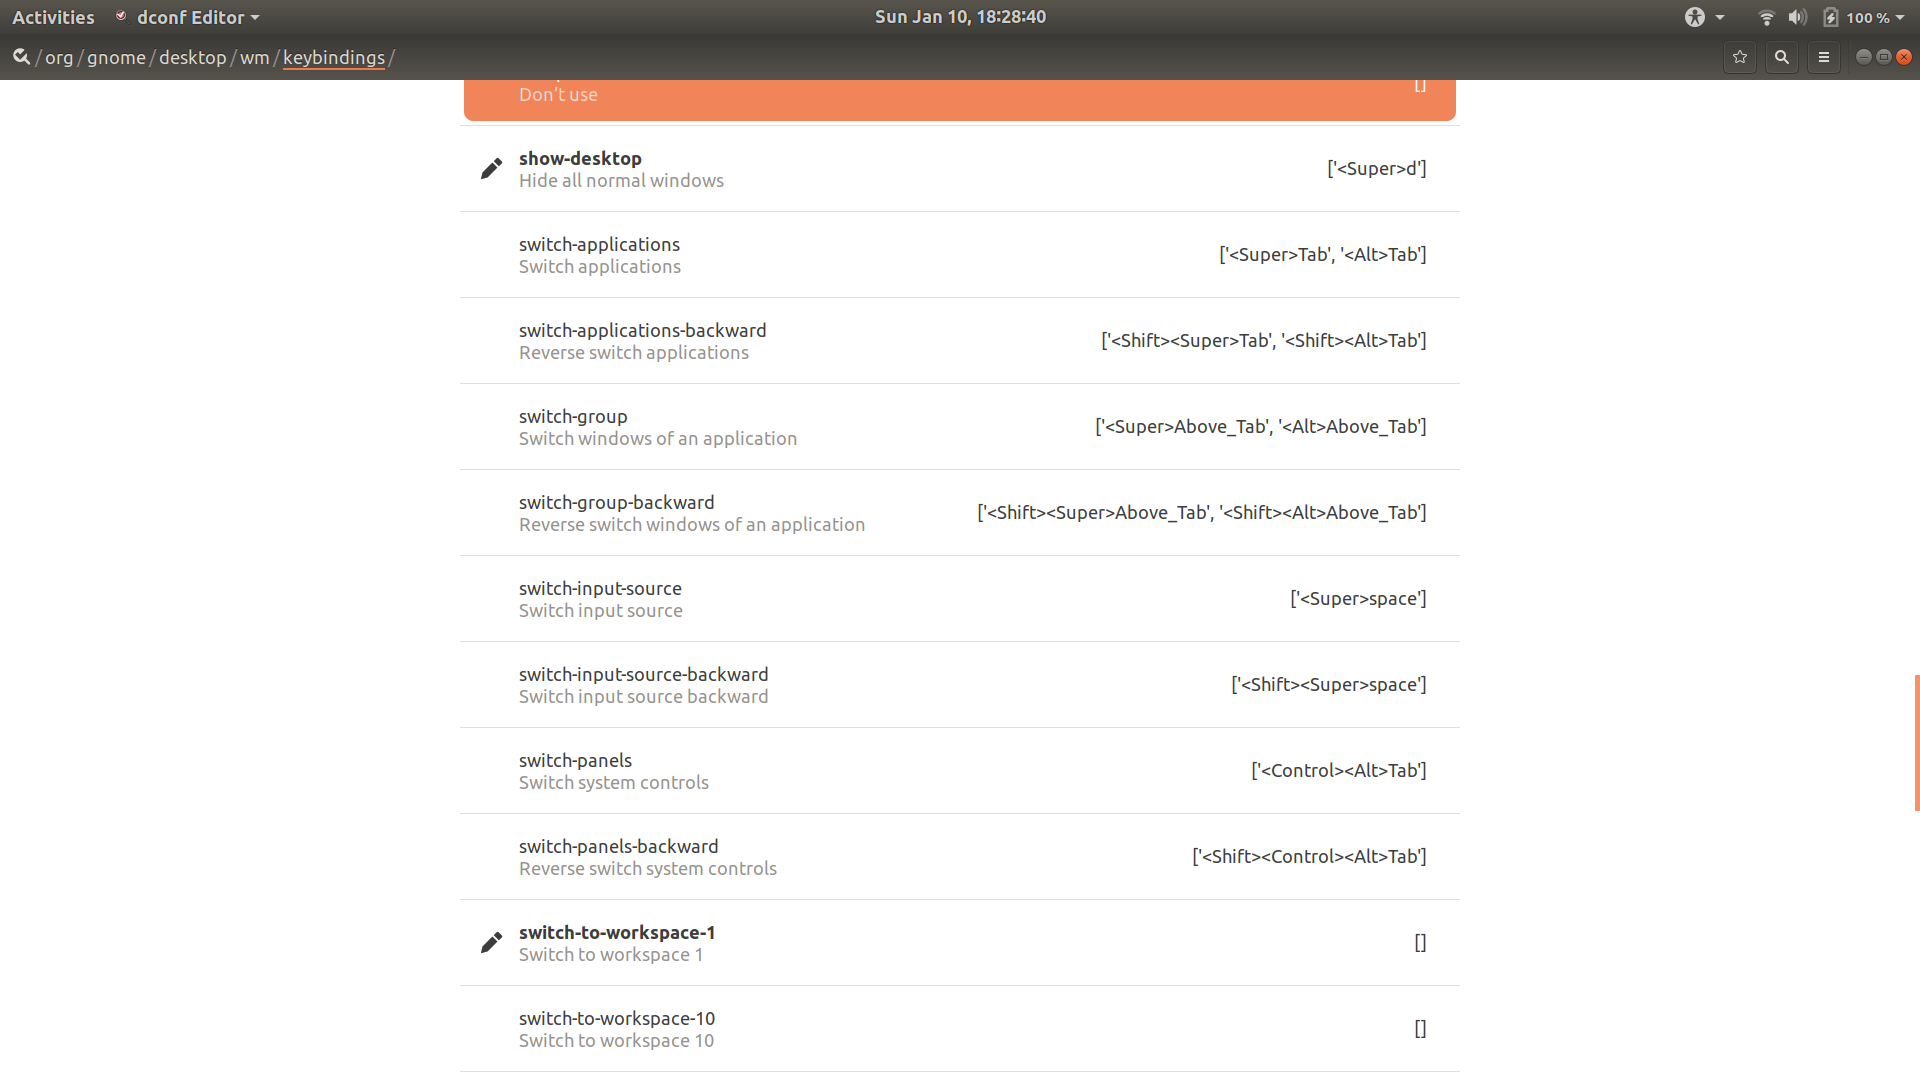 Activities dconf Editor Sun Jan 10, 18:28:40 100 %
/ org / gnome / desktop / wm / keybindings /
Don't use []
show-desktop
Hide all normal windows
['<Super>d']
switch-applications
Switch applications
['<Super>Tab', '<Alt>Tab']
switch-applications-backward
Reverse switch applications
['<Shift><Super>Tab', '<Shift><Alt>Tab']
switch-group
Switch windows of an application
['<Super>Above_Tab', '<Alt>Above_Tab']
switch-group-backward
Reverse switch windows of an application
['<Shift><Super>Above_Tab', '<Shift><Alt>Above_Tab']
switch-input-source
Switch input source
['<Super>space']
switch-input-source-backward
Switch input source backward
['<Shift><Super>space']
switch-panels
Switch system controls
['<Control><Alt>Tab']
switch-panels-backward
Reverse switch system controls
['<Shift><Control><Alt>Tab']
switch-to-workspace-1
Switch to workspace 1
[]
switch-to-workspace-10
Switch to workspace 10
[]